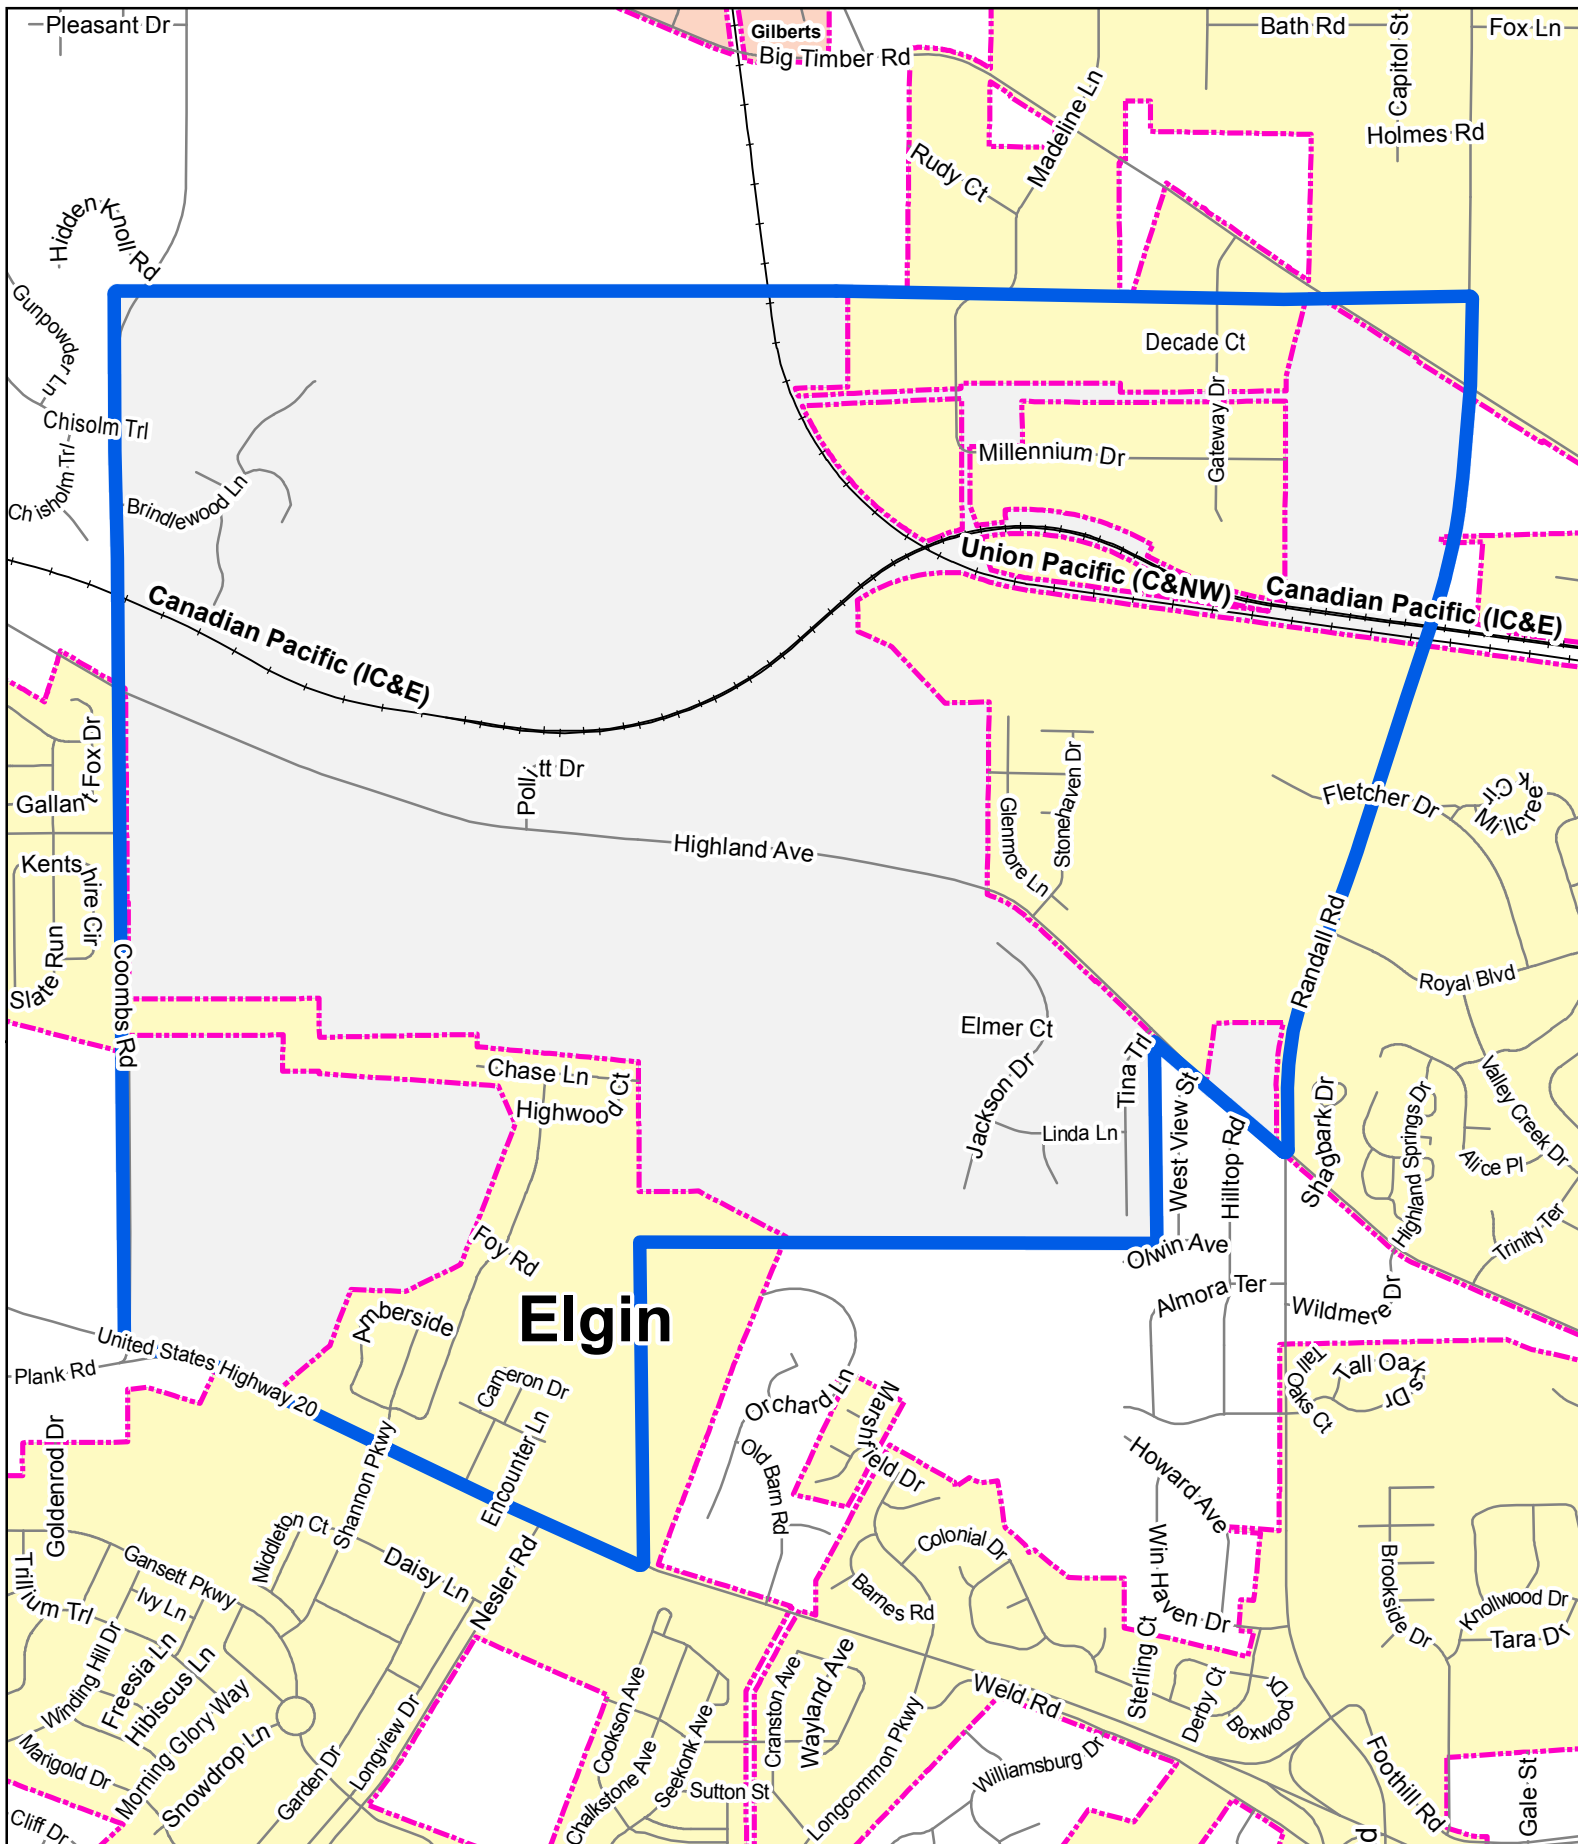 Pleasant Dr
Gilberts
Big Timber Rd
Bath Rd
Capitol St
Fox Ln
Holmes Rd
Madeline Ln
Rudy Ct
Hidden Knoll Rd
Gunpowder Ln
Chisolm Trl
Chisholm Trl
Brindlewood Ln
Decade Ct
Gateway Dr
Millennium Dr
Union Pacific (C&NW)
Canadian Pacific (IC&E)
Canadian Pacific (IC&E)
Fox Dr
Gallant
Pollitt Dr
Highland Ave
Glenmore Ln
Stonehaven Dr
Fletcher Dr
Millcreek Cir
Kentshire Cir
Slate Run
Coombs Rd
Randall Rd
Royal Blvd
Elmer Ct
Jackson Dr
Linda Ln
Tina Trl
West View St
Hilltop Rd
Shagbark Dr
Highland Springs Dr
Valley Creek Dr
Alice Pl
Trinity Ter
Chase Ln
Highwood Ct
Foy Rd
Olwin Ave
Almora Ter
Wildmere Dr
Elgin
Amberside
United States Highway 20
Plank Rd
Cameron Dr
Encounter Ln
Orchard Ln
Old Barn Rd
Marshfield Dr
Tall Oaks Ct
Tall Oaks Dr
Howard Ave
Win Haven Dr
Goldenrod Dr
Shannon Pkwy
Middleton Ct
Gansett Pkwy
Trillium Trl
Ivy Ln
Daisy Ln
Nesler Rd
Colonial Dr
Barnes Rd
Brookside Dr
Knollwood Dr
Tara Dr
Winding Hill Dr
Freesia Ln
Hibiscus Ln
Morning Glory Way
Snowdrop Ln
Marigold Dr
Cliff Dr
Garden Dr
Longview Dr
Cookson Ave
Chalkstone Ave
Seekonk Ave
Sutton St
Cranston Ave
Wayland Ave
Longcommon Pkwy
Weld Rd
Williamsburg Dr
Sterling Ct
Derby Ct
Boxwood Dr
Foothill Rd
Gale St
d